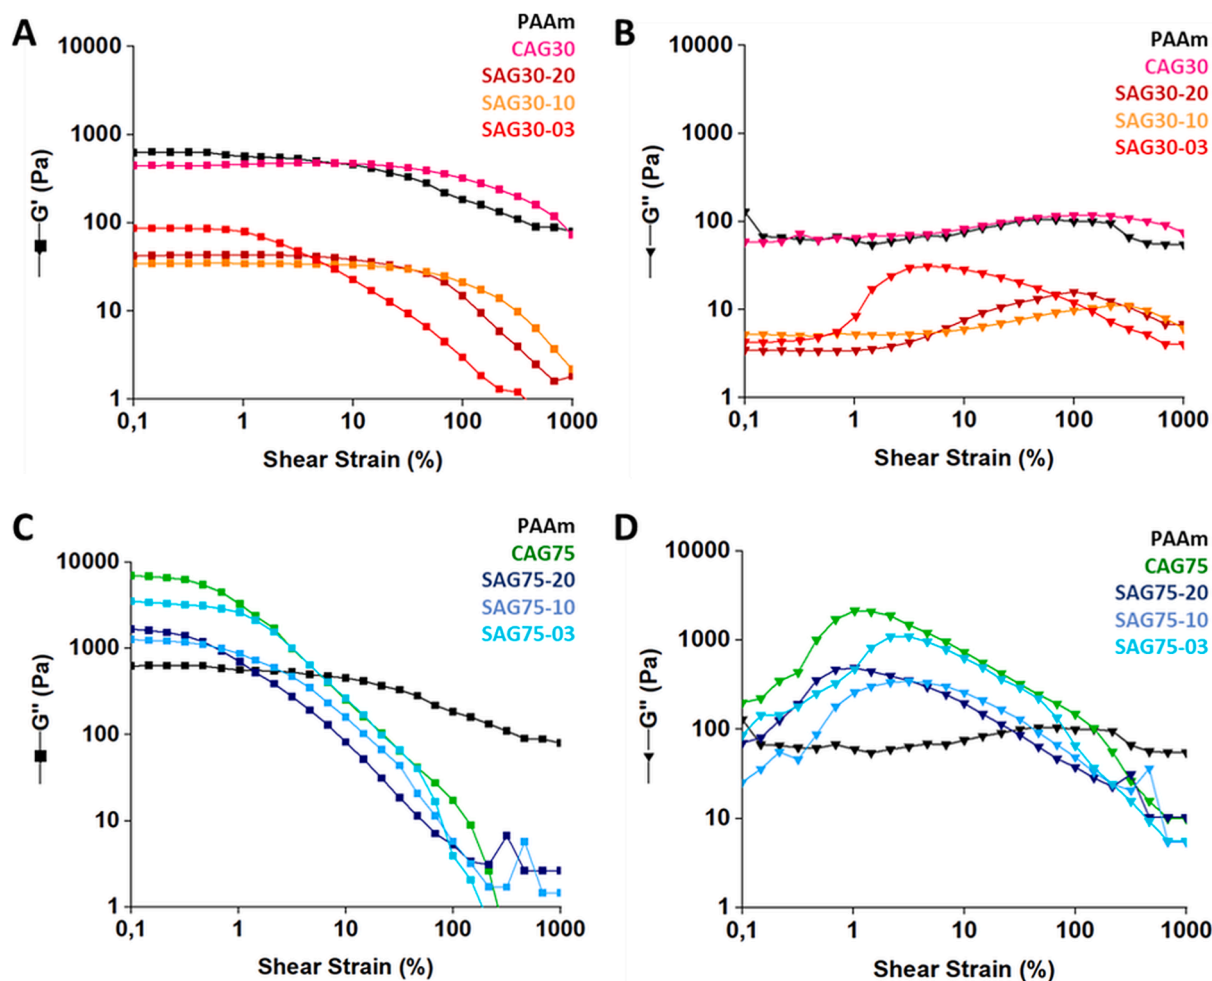 A
PAAm
CAG30
SAG30-20
SAG30-10
SAG30-03
10000
1000
100
10
1
0,1
1
10
100
1000
G' (Pa)
Shear Strain (%)
B
PAAm
CAG30
SAG30-20
SAG30-10
SAG30-03
10000
1000
100
10
1
0,1
1
10
100
1000
G'' (Pa)
Shear Strain (%)
C
PAAm
CAG75
SAG75-20
SAG75-10
SAG75-03
10000
1000
100
10
1
0,1
1
10
100
1000
G'' (Pa)
Shear Strain (%)
D
PAAm
CAG75
SAG75-20
SAG75-10
SAG75-03
10000
1000
100
10
1
0,1
1
10
100
1000
G'' (Pa)
Shear Strain (%)